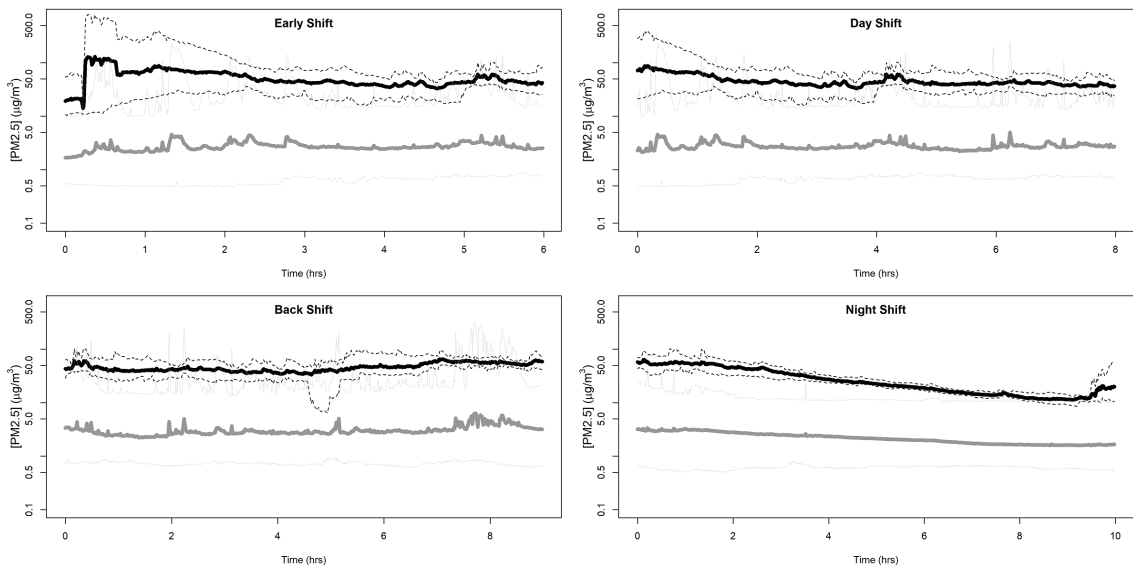 Early Shift
[PM2.5] (µg/m³)
500.0
50.0
5.0
0.5
0.1
0 1 2 3 4 5 6
Time (hrs)
Day Shift
[PM2.5] (µg/m³)
500.0
50.0
5.0
0.5
0.1
0 2 4 6 8
Time (hrs)
Back Shift
[PM2.5] (µg/m³)
500.0
50.0
5.0
0.5
0.1
0 2 4 6 8
Time (hrs)
Night Shift
[PM2.5] (µg/m³)
500.0
50.0
5.0
0.5
0.1
0 2 4 6 8 10
Time (hrs)